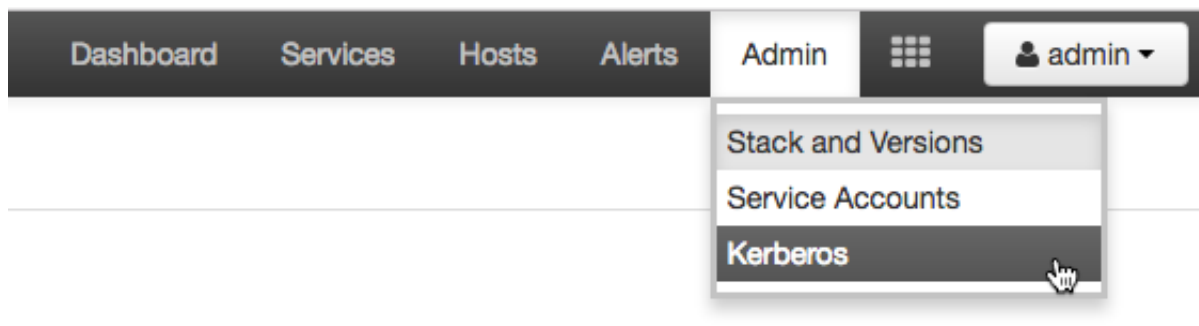 Dashboard Services Hosts Alerts Admin admin
Stack and Versions
Service Accounts
Kerberos